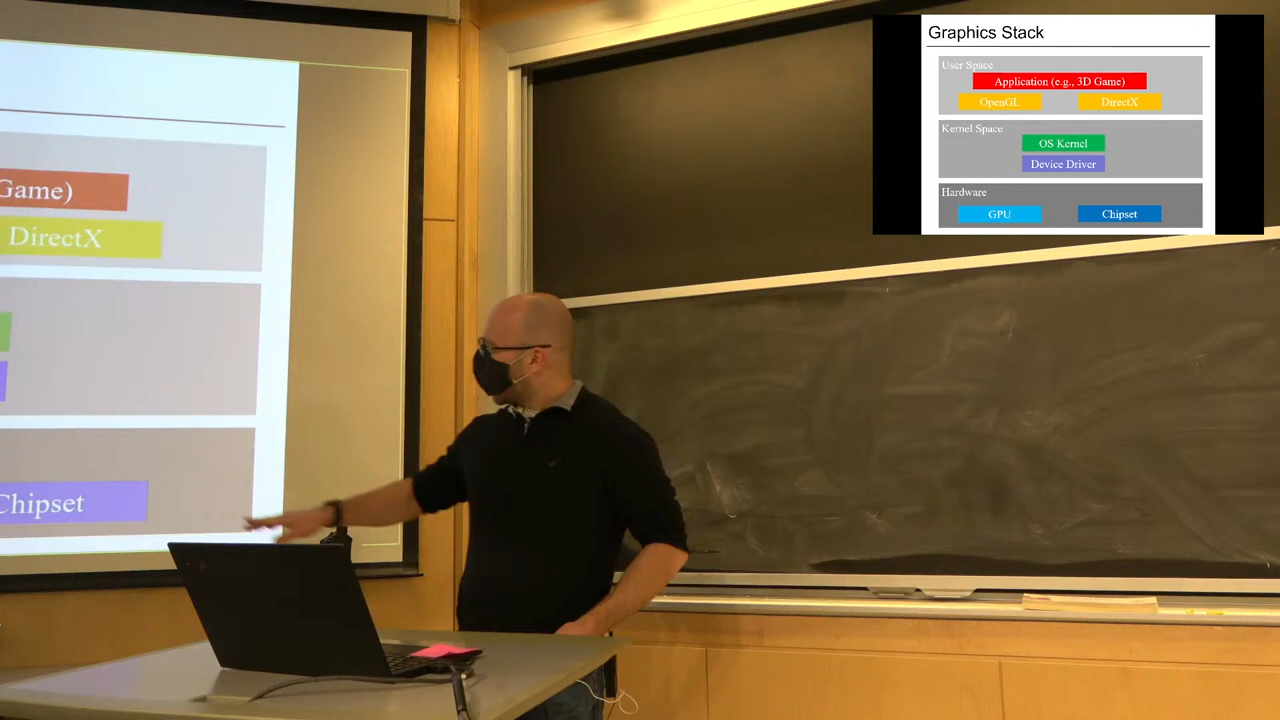 Game)
DirectX
Chipset
Graphics Stack
User Space
Application (e.g., 3D Game)
OpenGL
DirectX
Kernel Space
OS Kernel
Device Driver
Hardware
GPU
Chipset